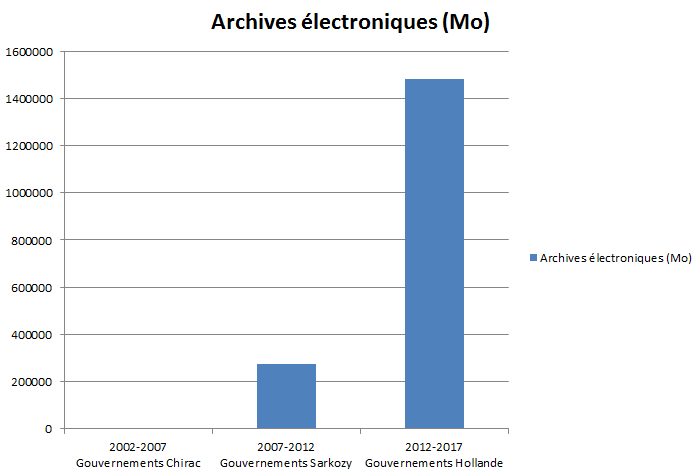 Archives électroniques (Mo)
1600000
1400000
1200000
1000000
800000
600000
400000
200000
0
2002-2007
Gouvernements Chirac
2007-2012
Gouvernements Sarkozy
2012-2017
Gouvernements Hollande
Archives électroniques (Mo)